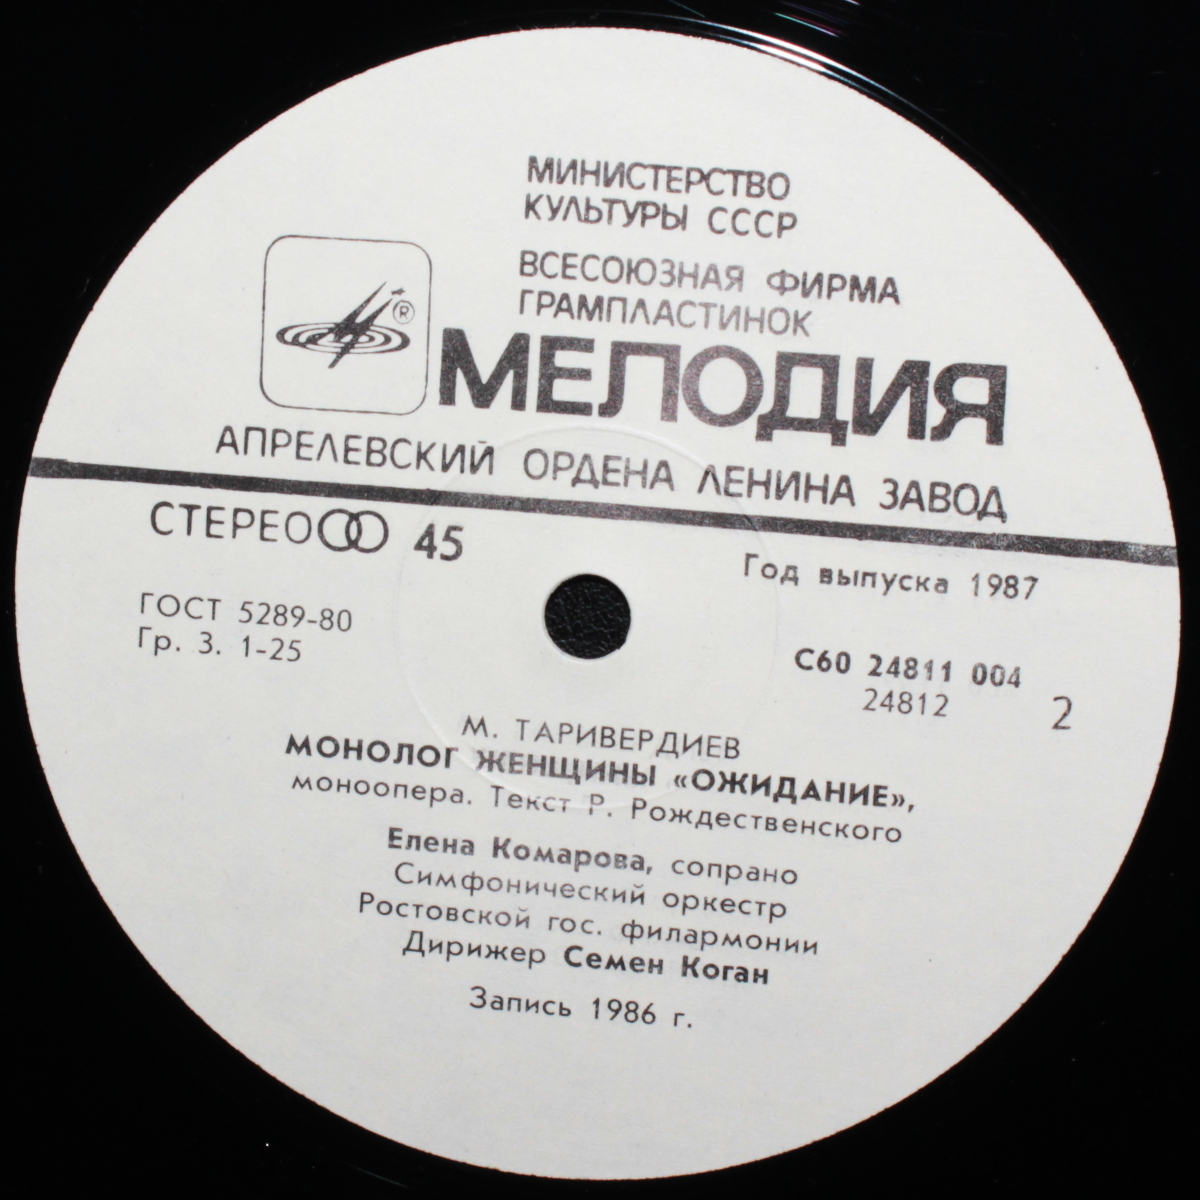 МИНИСТЕРСТВО
КУЛЬТУРЫ СССР
ВСЕСОЮЗНАЯ ФИРМА
ГРАМПЛАСТИНОК
®
МЕЛОДИЯ
АПРЕЛЕВСКИЙ ОРДЕНА ЛЕНИНА ЗАВОД
СТЕРЕО 45
Год выпуска 1987
ГОСТ 5289-80
Гр. 3. 1-25
С60 24811 004
24812
2
М. ТАРИВЕРДИЕВ
МОНОЛОГ ЖЕНЩИНЫ «ОЖИДАНИЕ»,
моноопера. Текст Р. Рождественского
Елена Комарова, сопрано
Симфонический оркестр
Ростовской гос. филармонии
Дирижер Семен Коган
Запись 1986 г.